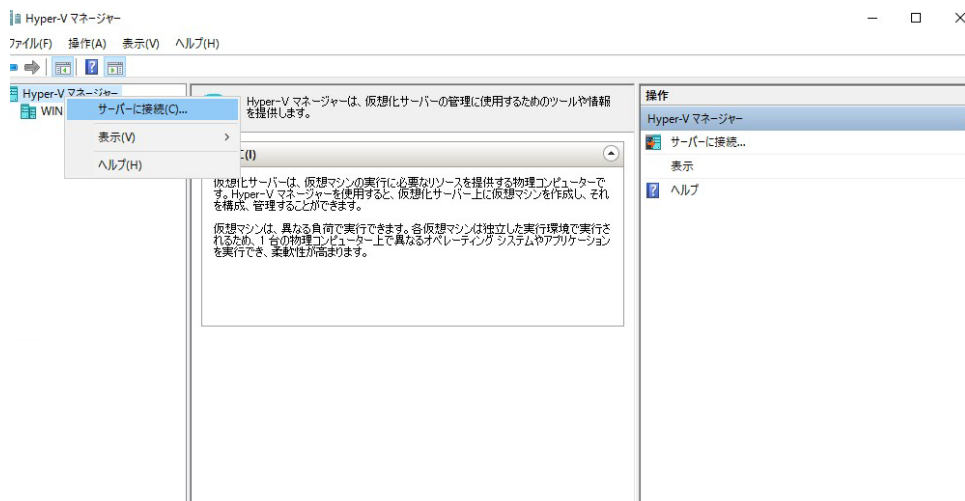 Hyper-V マネージャー
ファイル(F) 操作(A) 表示(V) ヘルプ(H)
Hyper-V マネージャー
WIN
サーバーに接続(C)...
表示(V)
ヘルプ(H)
Hyper-V マネージャーは、仮想化サーバーの管理に使用するためのツールや情報
を提供します。
(I)
仮想化サーバーは、仮想マシンの実行に必要なリソースを提供する物理コンピューターで
す。Hyper-V マネージャーを使用すると、仮想化サーバー上に仮想マシンを作成し、それ
を構成、管理することができます。
仮想マシンは、異なる負荷で実行できます。各仮想マシンは独立した実行環境で実行さ
れるため、1 台の物理コンピューター上で異なるオペレーティング システムやアプリケーション
を実行でき、柔軟性が高まります。
操作
Hyper-V マネージャー
サーバーに接続...
表示
ヘルプ